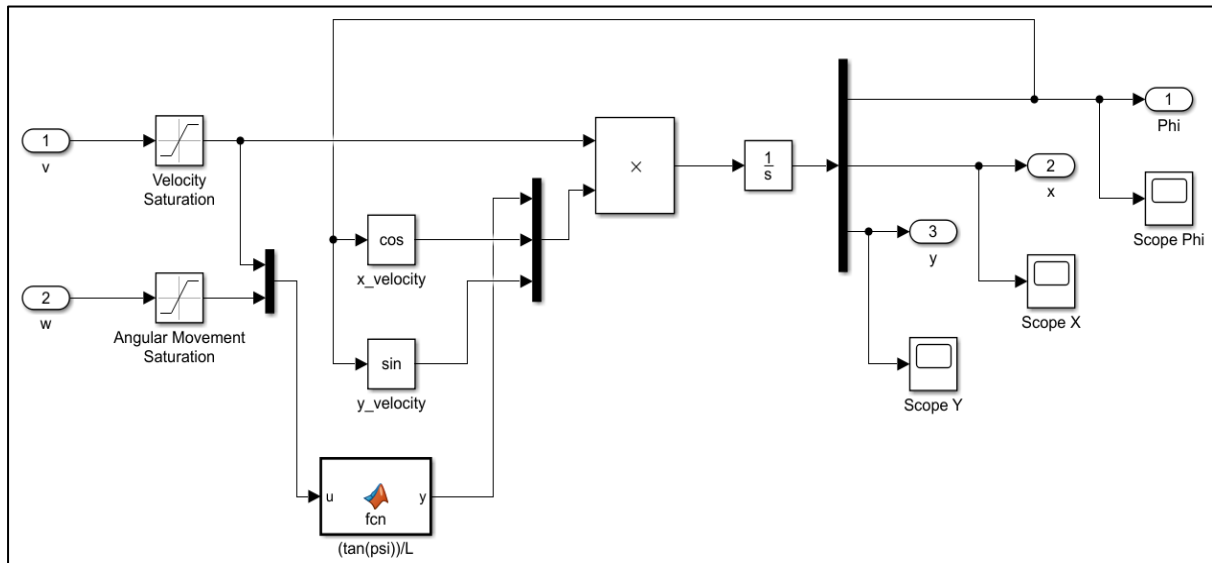 1
v
Velocity
Saturation
2
w
Angular Movement
Saturation
cos
x_velocity
sin
y_velocity
u
fcn
y
(tan(psi))/L
×
1
s
1
Phi
2
x
3
y
Scope Phi
Scope X
Scope Y